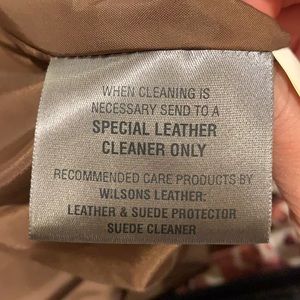 WHEN CLEANING IS
NECESSARY SEND TO A
SPECIAL LEATHER
CLEANER ONLY
RECOMMENDED CARE PRODUCTS BY
WILSONS LEATHER:
LEATHER & SUEDE PROTECTOR
SUEDE CLEANER